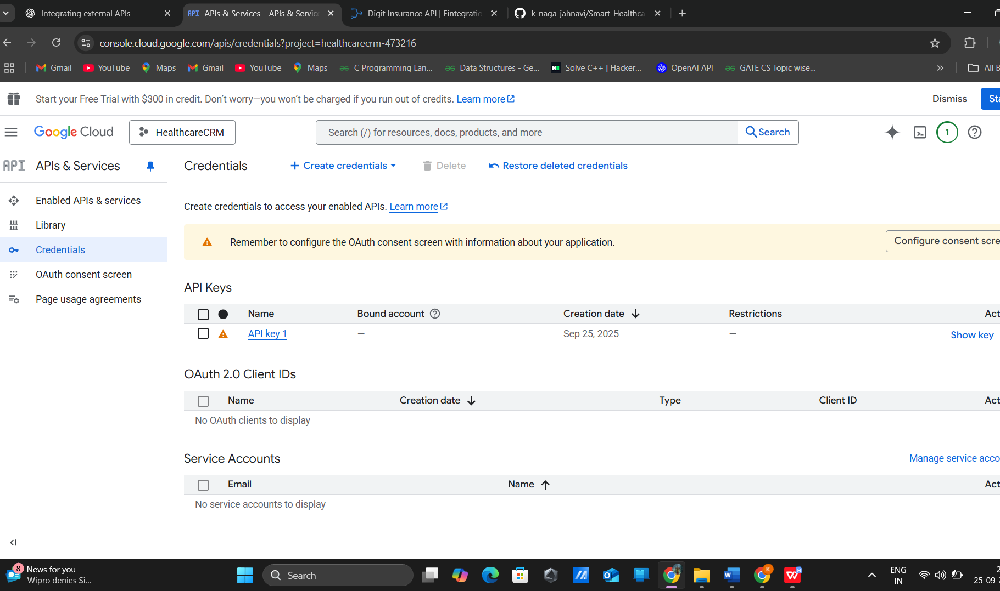 Integrating external APIs
API APIs & Services – APIs & Servic
Digit Insurance API | Fintegratio
k-naga-jahnavi/Smart-Healthca
console.cloud.google.com/apis/credentials?project=healthcarecrm-473216
Gmail
YouTube
Maps
Gmail
YouTube
Maps
C Programming Lan...
Data Structures - Ge...
Solve C++ | Hacker...
OpenAI API
GATE CS Topic wise...
All B
Start your Free Trial with $300 in credit. Don't worry—you won't be charged if you run out of credits. Learn more
Dismiss
Sta
Google Cloud
HealthcareCRM
Search (/) for resources, docs, products, and more
Search
1
API APIs & Services
Credentials
Create credentials
Delete
Restore deleted credentials
Enabled APIs & services
Library
Credentials
OAuth consent screen
Page usage agreements
Create credentials to access your enabled APIs. Learn more
Remember to configure the OAuth consent screen with information about your application.
Configure consent scre
API Keys
Name Bound account Creation date Restrictions Act
API key 1 — Sep 25, 2025 — Show key
OAuth 2.0 Client IDs
Name Creation date Type Client ID Act
No OAuth clients to display
Service Accounts
Manage service acco
Email Name Act
No service accounts to display
8
News for you
Wipro denies Si...
Search
K
ENG
IN
2
25-09-2